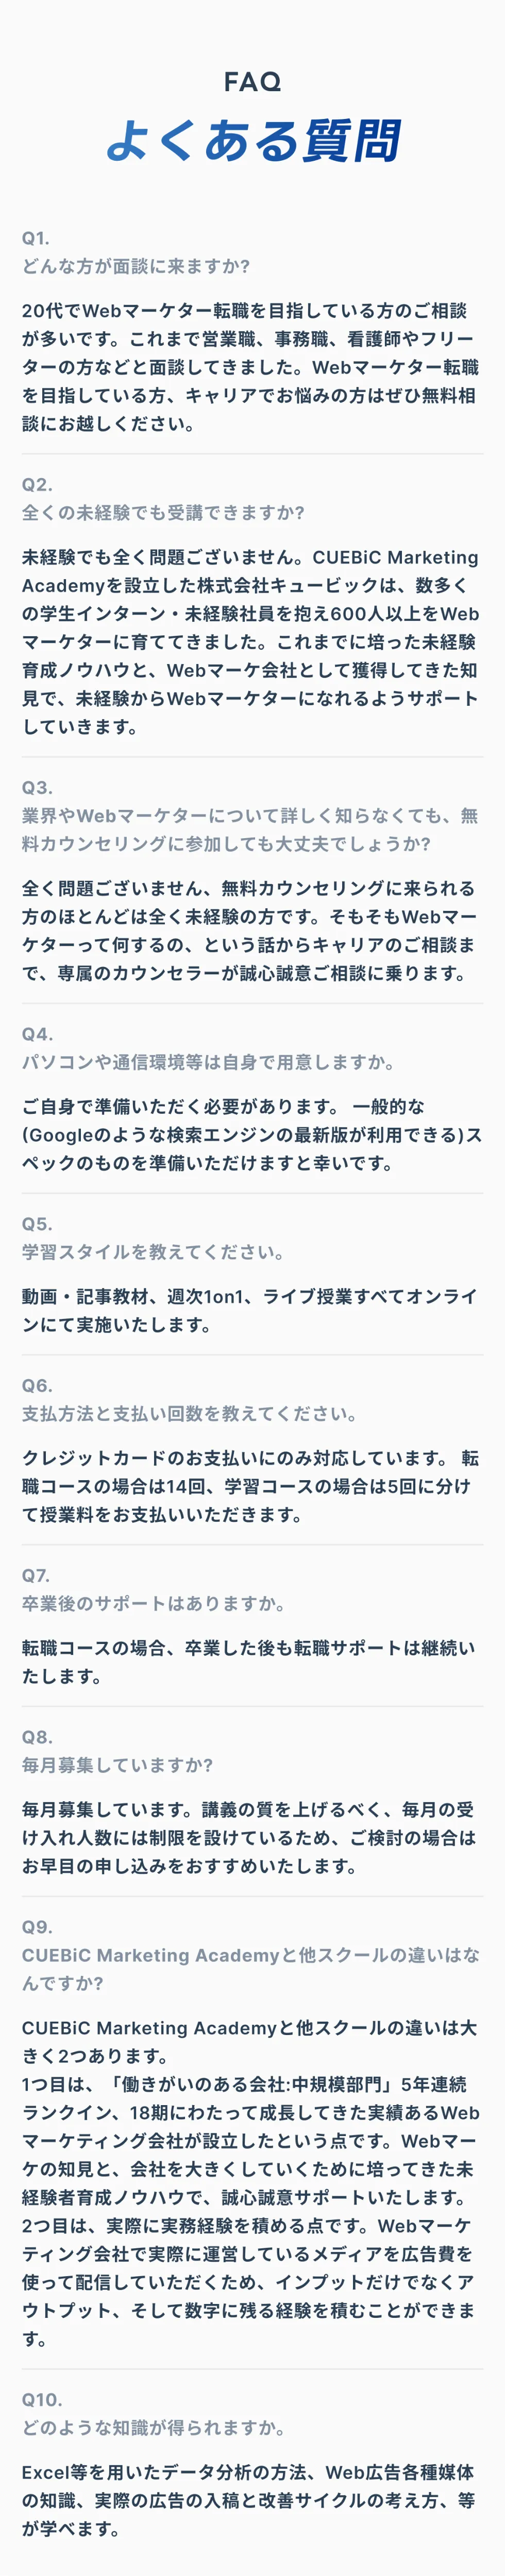 FAQ
よくある質問
Q1.
どんな方が面談に来ますか?
20代でWebマーケター転職を目指している方のご相談
が多いです。これまで営業職、事務職、看護師やフリー
ターの方などと面談してきました。Webマーケター転職
を目指している方、キャリアでお悩みの方はぜひ無料相
談にお越しください。
Q2.
全くの未経験でも受講できますか?
未経験でも全く問題ございません。CUEBiC Marketing
Academyを設立した株式会社キュービックは、数多く
の学生インターン・未経験社員を抱え600人以上をWeb
マーケターに育ててきました。これまでに培った未経験
育成ノウハウと、Webマーケ会社として獲得してきた知
見で、未経験からWebマーケターになれるようサポート
していきます。
Q3.
業界やWebマーケターについて詳しく知らなくても、無
料カウンセリングに参加しても大丈夫でしょうか?
全く問題ございません、無料カウンセリングに来られる
方のほとんどは全く未経験の方です。そもそもWebマー
ケターって何するの、という話からキャリアのご相談ま
で、専属のカウンセラーが誠心誠意ご相談に乗ります。
Q4.
パソコンや通信環境等は自身で用意しますか。
ご自身で準備いただく必要があります。 一般的な
(Googleのような検索エンジンの最新版が利用できる)ス
ペックのものを準備いただけますと幸いです。
Q5.
学習スタイルを教えてください。
動画・記事教材、週次1on1、ライブ授業すべてオンライ
ンにて実施いたします。
Q6.
支払方法と支払い回数を教えてください。
クレジットカードのお支払いにのみ対応しています。 転
職コースの場合は14回、学習コースの場合は5回に分け
て授業料をお支払いいただきます。
Q7.
卒業後のサポートはありますか。
転職コースの場合、卒業した後も転職サポートは継続い
たします。
Q8.
毎月募集していますか?
毎月募集しています。講義の質を上げるべく、毎月の受
け入れ人数には制限を設けているため、ご検討の場合は
お早目の申し込みをおすすめいたします。
Q9.
CUEBiC Marketing Academyと他スクールの違いはな
んですか?
CUEBiC Marketing Academyと他スクールの違いは大
きく2つあります。
1つ目は、「働きがいのある会社:中規模部門」5年連続
ランクイン、18期にわたって成長してきた実績あるWeb
マーケティング会社が設立したという点です。Webマー
ケの知見と、会社を大きくしていくために培ってきた未
経験者育成ノウハウで、誠心誠意サポートいたします。
2つ目は、実際に実務経験を積める点です。Webマーケ
ティング会社で実際に運営しているメディアを広告費を
使って配信していただくため、インプットだけでなくア
ウトプット、そして数字に残る経験を積むことができま
す。
Q10.
どのような知識が得られますか。
Excel等を用いたデータ分析の方法、Web広告各種媒体
の知識、実際の広告の入稿と改善サイクルの考え方、等
が学べます。